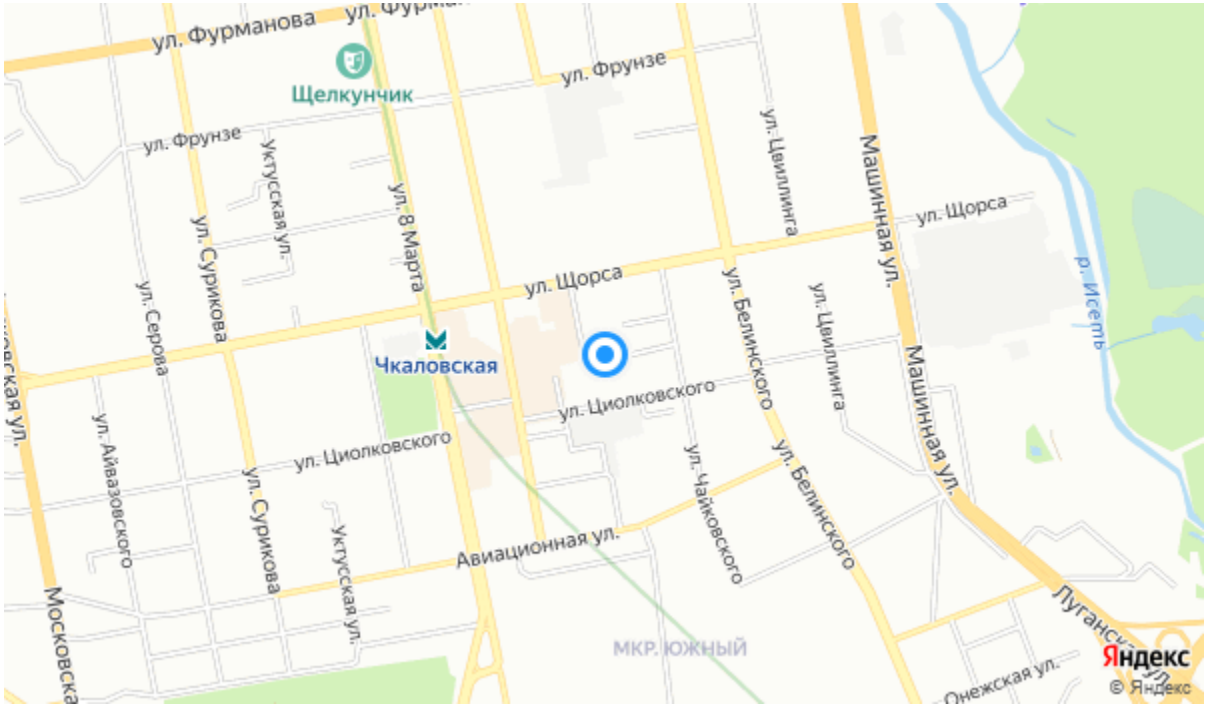 ул. Фурманова
ул. Фурм
Щелкунчик
ул. Фрунзе
ул. Фрунзе
Уктусская ул.
ул. Цвиллинга
Машинная ул.
ул. Щорса
ул. Сурикова
ул. 8 Марта
ул. Серова
ул. Щорса
р. Исеть
ул. Белинского
ул. Цвиллинга
Чкаловская
Машинная ул.
ковская ул.
ул. Айвазовского
ул. Циолковского
ул. Циолковского
ул. Сурикова
ул. Чайковского
ул. Белинского
Уктусская ул.
Авиационная ул.
Московска
МКР. ЮЖНЫЙ
Луганская ул.
Онежская ул.
Яндекс
© Яндекс